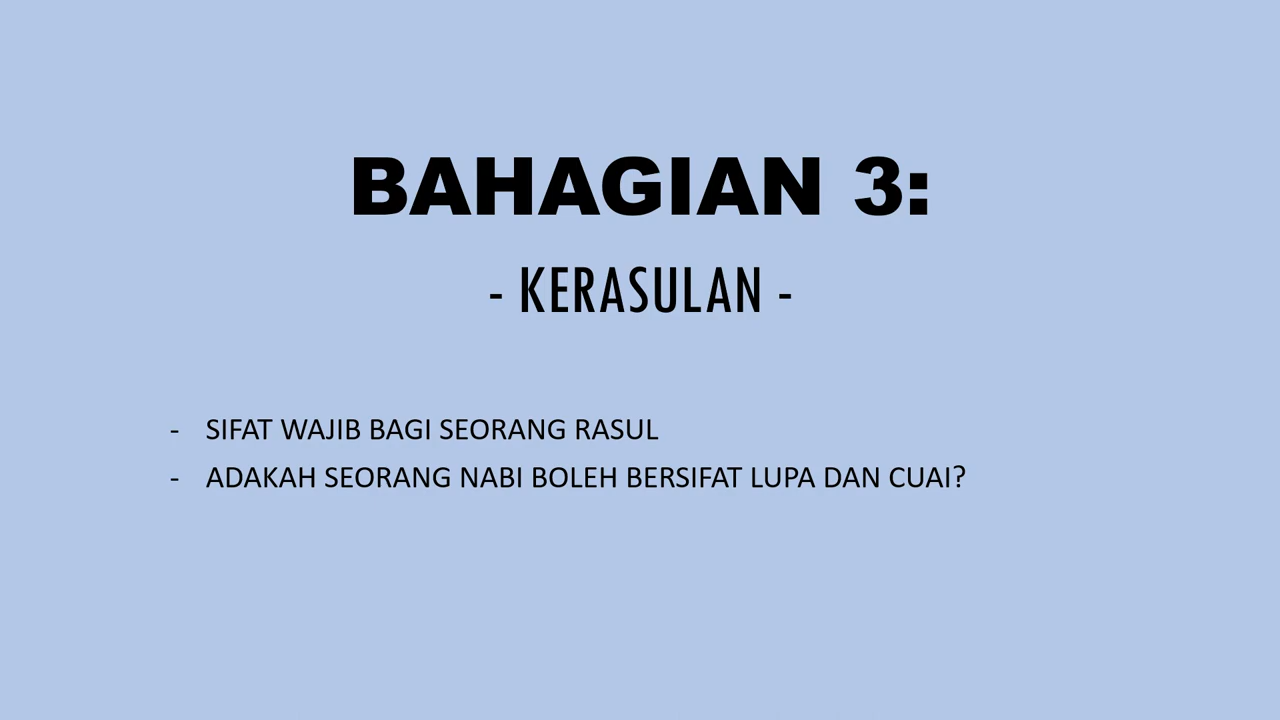 BAHAGIAN 3:
- KERASULAN -
- SIFAT WAJIB BAGI SEORANG RASUL
- ADAKAH SEORANG NABI BOLEH BERSIFAT LUPA DAN CUAI?